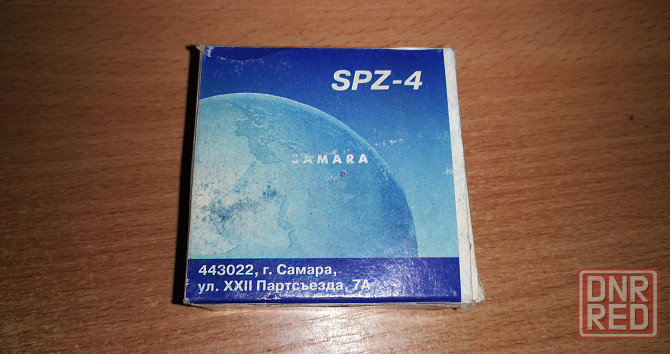 SPZ-4
SAMARA
443022, г. Самара,
ул. XXII Партсъезда, 7А
DNR
RED